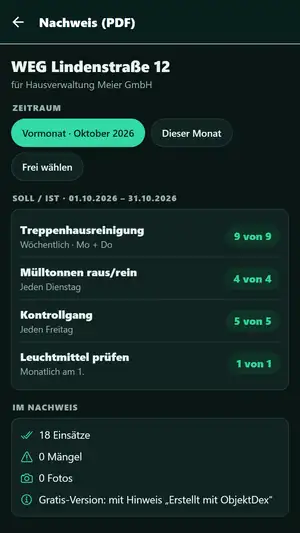 Nachweis (PDF)
WEG Lindenstraße 12
für Hausverwaltung Meier GmbH
ZEITRAUM
Vormonat · Oktober 2026
Dieser Monat
Frei wählen
SOLL / IST · 01.10.2026 – 31.10.2026
Treppenhausreinigung
9 von 9
Wöchentlich · Mo + Do
Mülltonnen raus/rein
4 von 4
Jeden Dienstag
Kontrollgang
5 von 5
Jeden Freitag
Leuchtmittel prüfen
1 von 1
Monatlich am 1.
IM NACHWEIS
18 Einsätze
0 Mängel
0 Fotos
Gratis-Version: mit Hinweis „Erstellt mit ObjektDex“